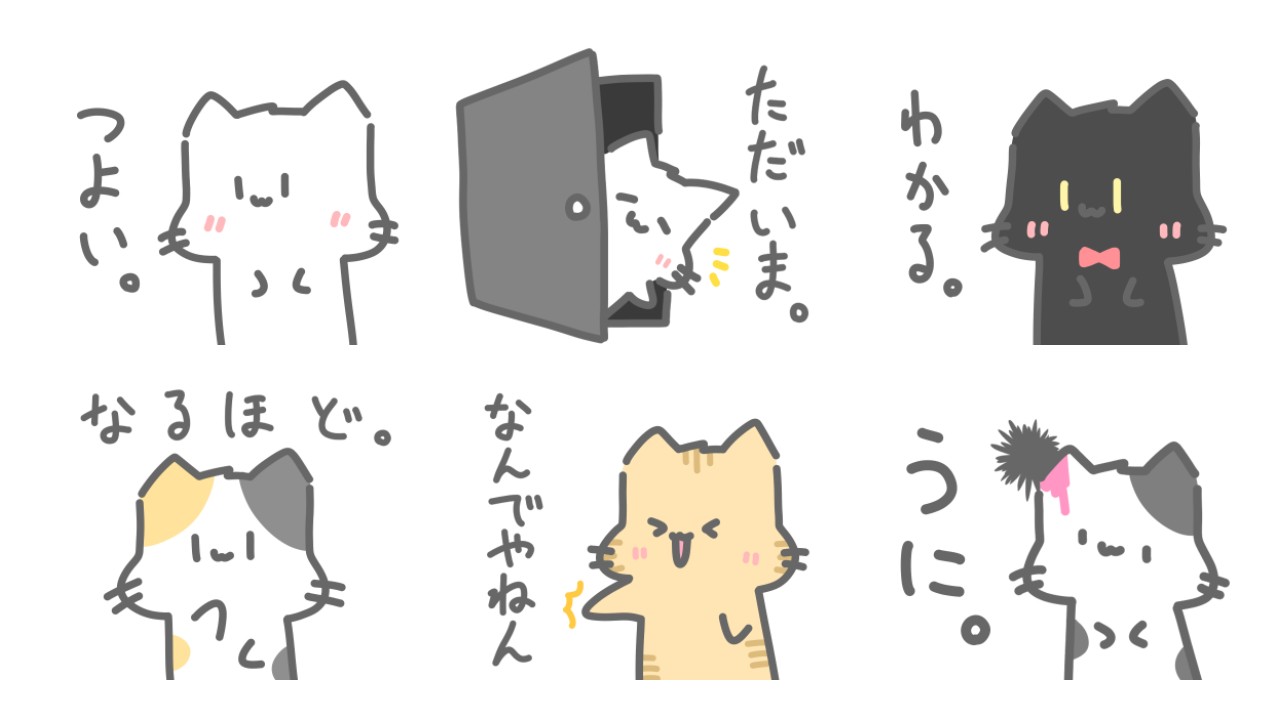 つよい。
ただいま。
わかる。
なるほど。
なんでやねん
うに。